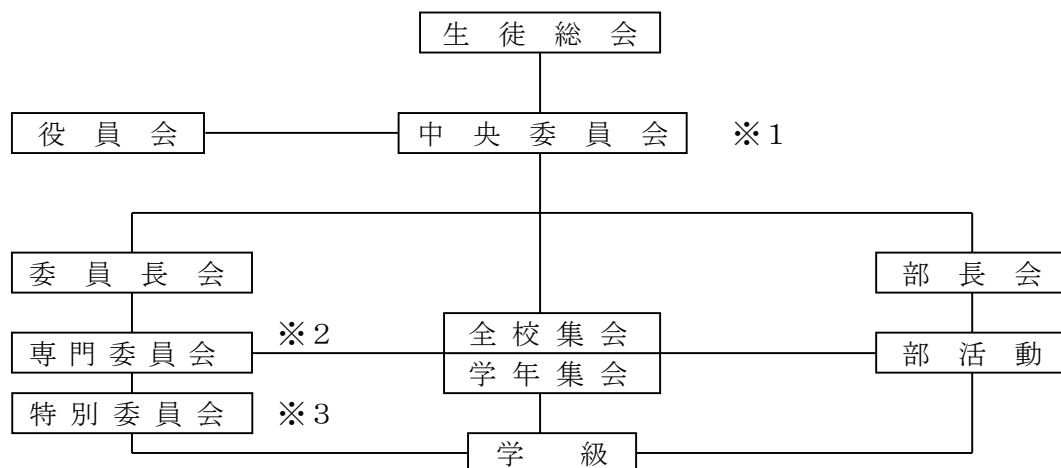 生徒総会
役員会
中央委員会
※1
委員長会
部長会
専門委員会
※2
全校集会
部活動
学年集会
特別委員会
※3
学級